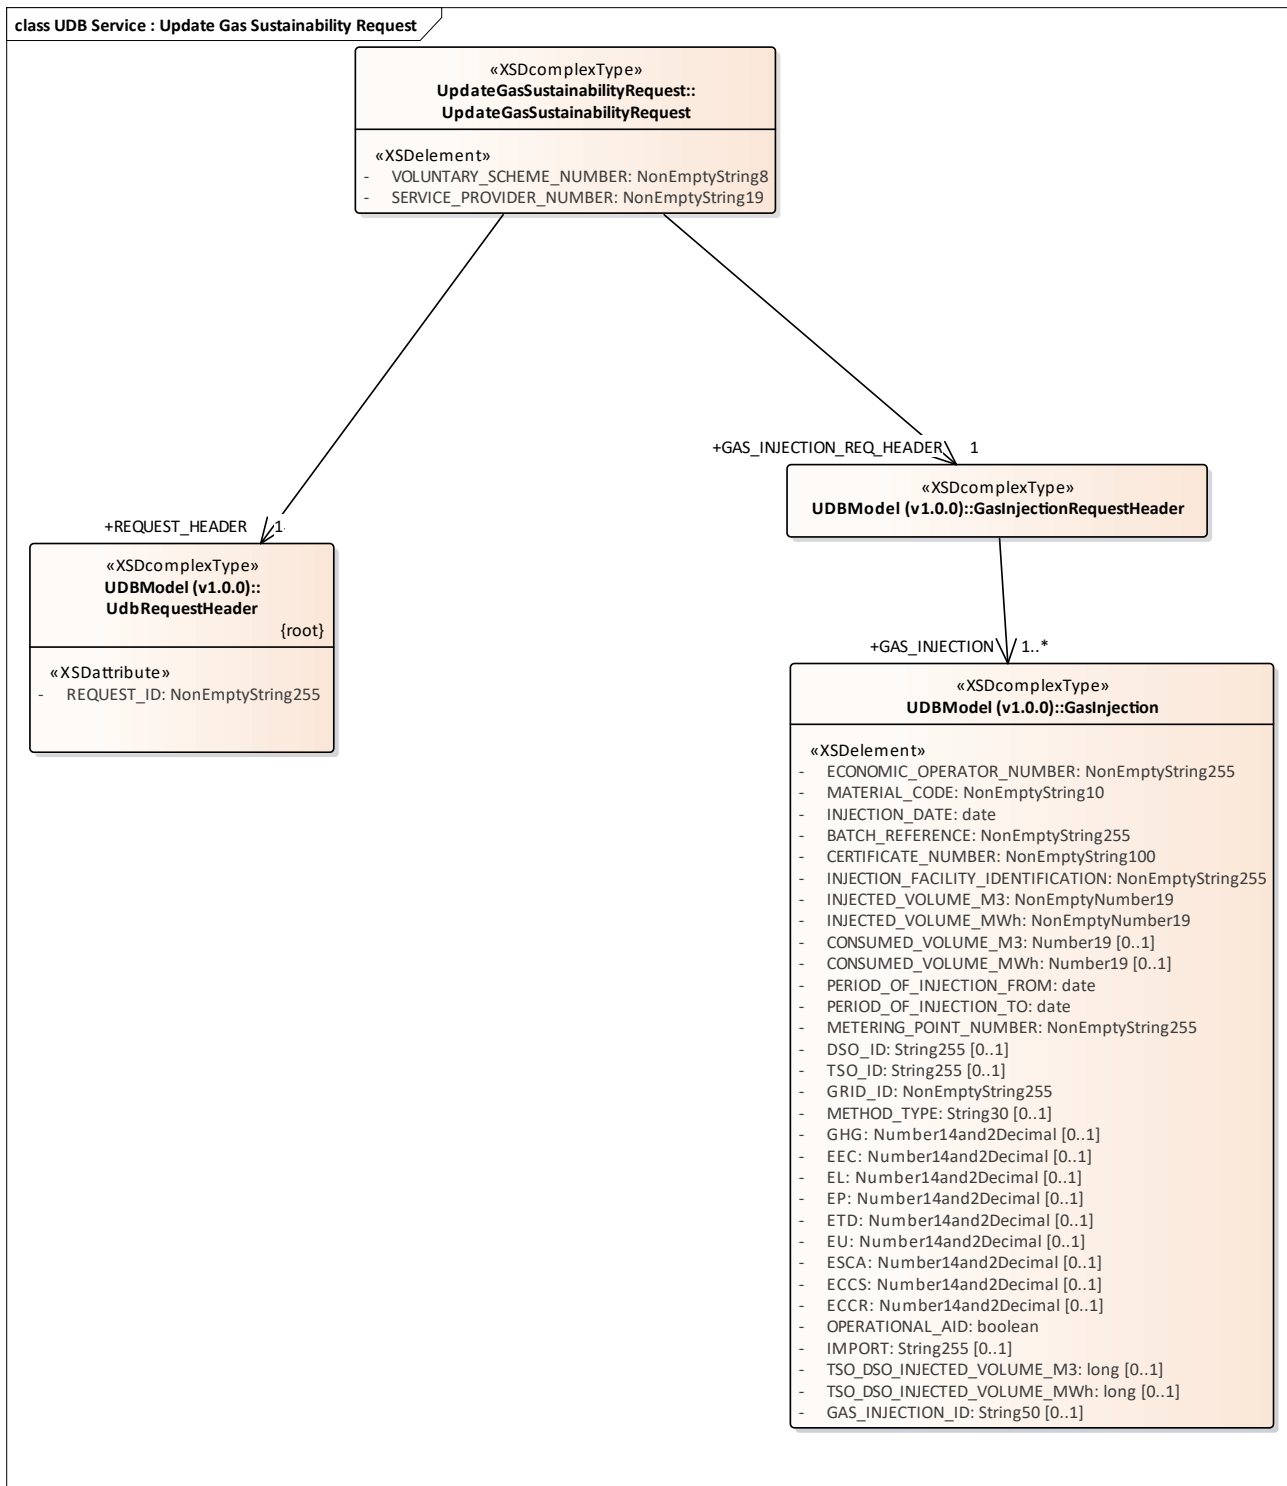 class UDB Service : Update Gas Sustainability Request
«XSDcomplexType»
UpdateGasSustainabilityRequest::
UpdateGasSustainabilityRequest
«XSDelement»
- VOLUNTARY_SCHEME_NUMBER: NonEmptyString8
- SERVICE_PROVIDER_NUMBER: NonEmptyString19
+GAS_INJECTION_REQ_HEADER 1
«XSDcomplexType»
UDBModel (v1.0.0)::GasInjectionRequestHeader
+REQUEST_HEADER 1
«XSDcomplexType»
UDBModel (v1.0.0)::
UdbRequestHeader
{root}
«XSDattribute»
- REQUEST_ID: NonEmptyString255
+GAS_INJECTION 1..*
«XSDcomplexType»
UDBModel (v1.0.0)::GasInjection
«XSDelement»
- ECONOMIC_OPERATOR_NUMBER: NonEmptyString255
- MATERIAL_CODE: NonEmptyString10
- INJECTION_DATE: date
- BATCH_REFERENCE: NonEmptyString255
- CERTIFICATE_NUMBER: NonEmptyString100
- INJECTION_FACILITY_IDENTIFICATION: NonEmptyString255
- INJECTED_VOLUME_M3: NonEmptyNumber19
- INJECTED_VOLUME_MWh: NonEmptyNumber19
- CONSUMED_VOLUME_M3: Number19 [0..1]
- CONSUMED_VOLUME_MWh: Number19 [0..1]
- PERIOD_OF_INJECTION_FROM: date
- PERIOD_OF_INJECTION_TO: date
- METERING_POINT_NUMBER: NonEmptyString255
- DSO_ID: String255 [0..1]
- TSO_ID: String255 [0..1]
- GRID_ID: NonEmptyString255
- METHOD_TYPE: String30 [0..1]
- GHG: Number14and2Decimal [0..1]
- EEC: Number14and2Decimal [0..1]
- EL: Number14and2Decimal [0..1]
- EP: Number14and2Decimal [0..1]
- ETD: Number14and2Decimal [0..1]
- EU: Number14and2Decimal [0..1]
- ESCA: Number14and2Decimal [0..1]
- ECCS: Number14and2Decimal [0..1]
- ECCR: Number14and2Decimal [0..1]
- OPERATIONAL_AID: boolean
- IMPORT: String255 [0..1]
- TSO_DSO_INJECTED_VOLUME_M3: long [0..1]
- TSO_DSO_INJECTED_VOLUME_MWh: long [0..1]
- GAS_INJECTION_ID: String50 [0..1]